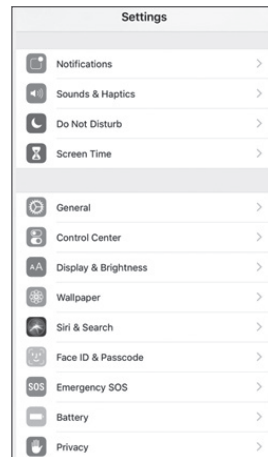 Settings
Notifications
Sounds & Haptics
Do Not Disturb
Screen Time
General
Control Center
AA Display & Brightness
Wallpaper
Siri & Search
Face ID & Passcode
SOS Emergency SOS
Battery
Privacy